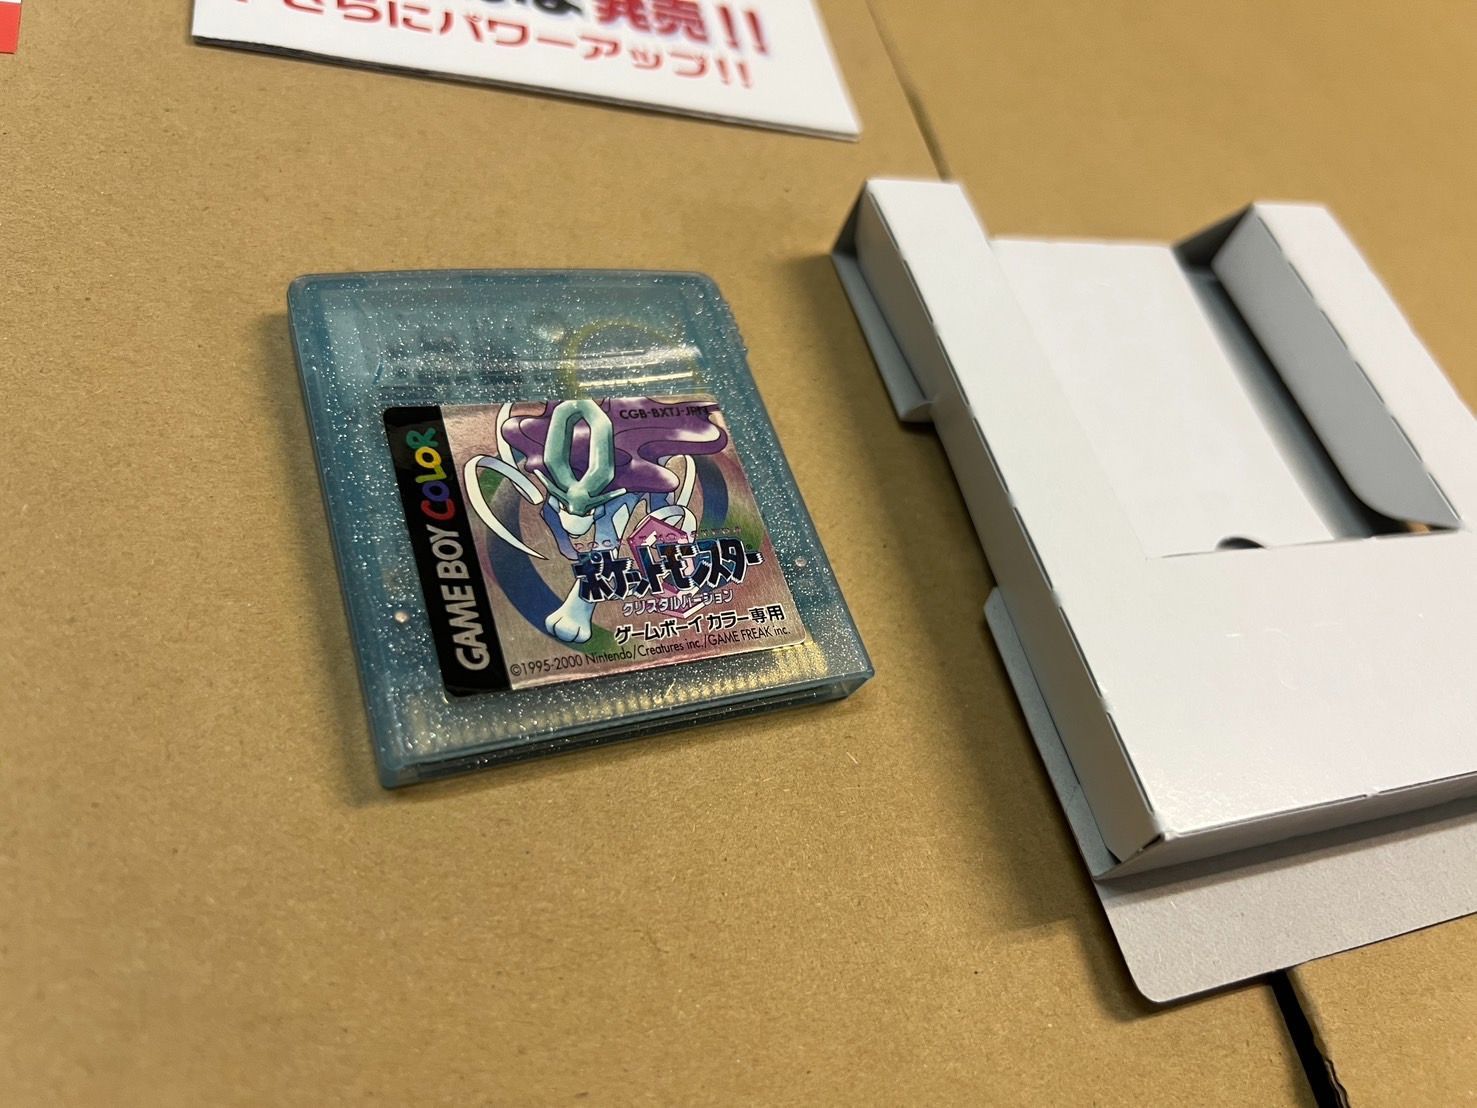 発売!!
さらにパワーアップ!!
CGB-BXTJ-JPN
GAME BOY COLOR
ポケットモンスター
クリスタルバージョン
ゲームボーイ カラー専用
©1995-2000 Nintendo/Creatures inc./GAME FREAK inc.